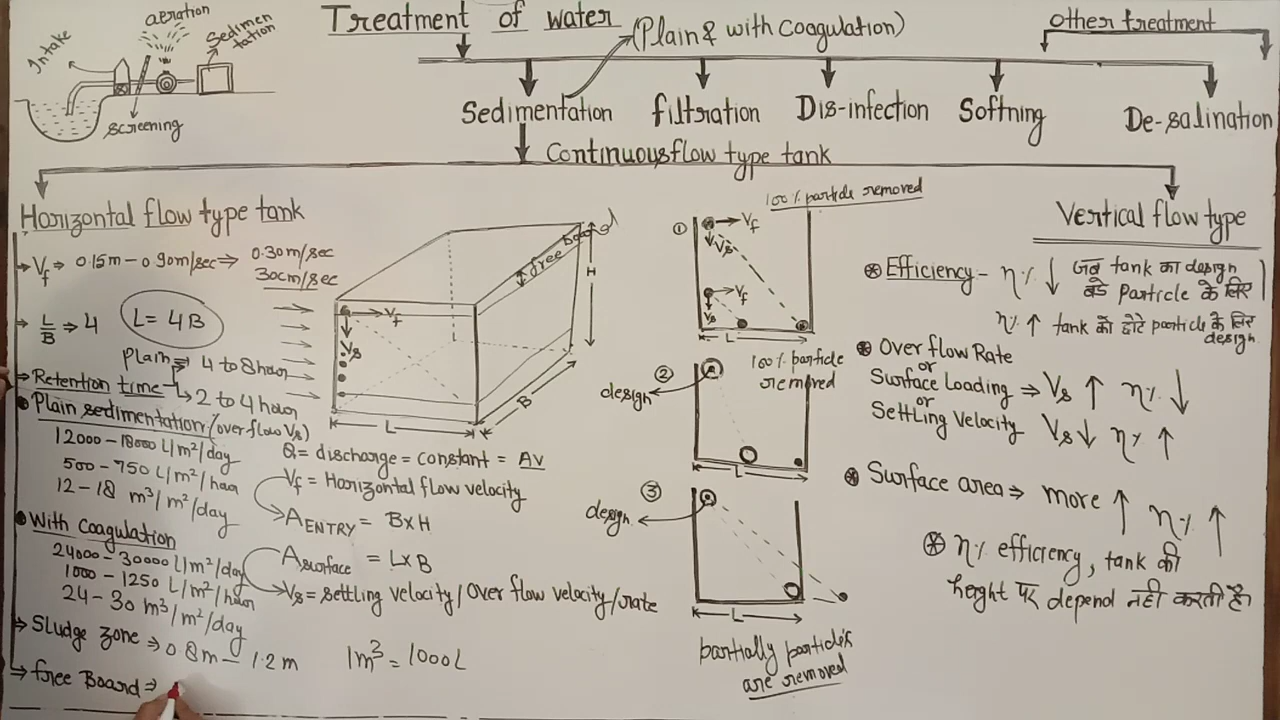 Treatment of water (Plain & with Coagulation)
other treatment
Intake
aeration
Sedimen
tation
screening
Sedimentation
filtration
Dis-infection
Softning
De-salination
Continuous flow type tank
Horizontal flow type tank
Vf ⇒ 0.15m - 0.90m/sec ⇒ 0.30m/sec
30cm/sec
L/B ⇒ 4
L = 4B
Retention time
Plain ⇒ 4 to 8 hour
2 to 4 hour
Plain sedimentation/(over flow Vs)
12000 - 18000 L/m²/day
500 - 750 L/m²/hour
12 - 18 m³/m²/day
With Coagulation
24000 - 30000 L/m²/day
1000 - 1250 L/m²/hour
24 - 30 m³/m²/day
Sludge zone ⇒ 0.8m - 1.2m
free Board ⇒
free board
H
Vf
Vs
L
B
Q = discharge = constant = AV
Vf = Horizontal flow velocity
A ENTRY = B×H
A surface = L×B
Vs = settling velocity/Over flow velocity/rate
1m³ = 1000L
100% particle removed
①
Vf
Vs
Vf
Vs
L
②
100% particle
removed
design
L
③
design
L
partially particle's
are removed
Vertical flow type
Efficiency - η% ↓ जब tank का design
बडे Particle के लिए
η% ↑ tank का छोटे particle के लिए
design
Over flow Rate
or
Surface Loading ⇒ Vs ↑ η% ↓
or
Settling Velocity Vs ↓ η% ↑
Surface area ⇒ more ↑ η% ↑
η% efficiency, tank की
height पर depend नहीं करती है।